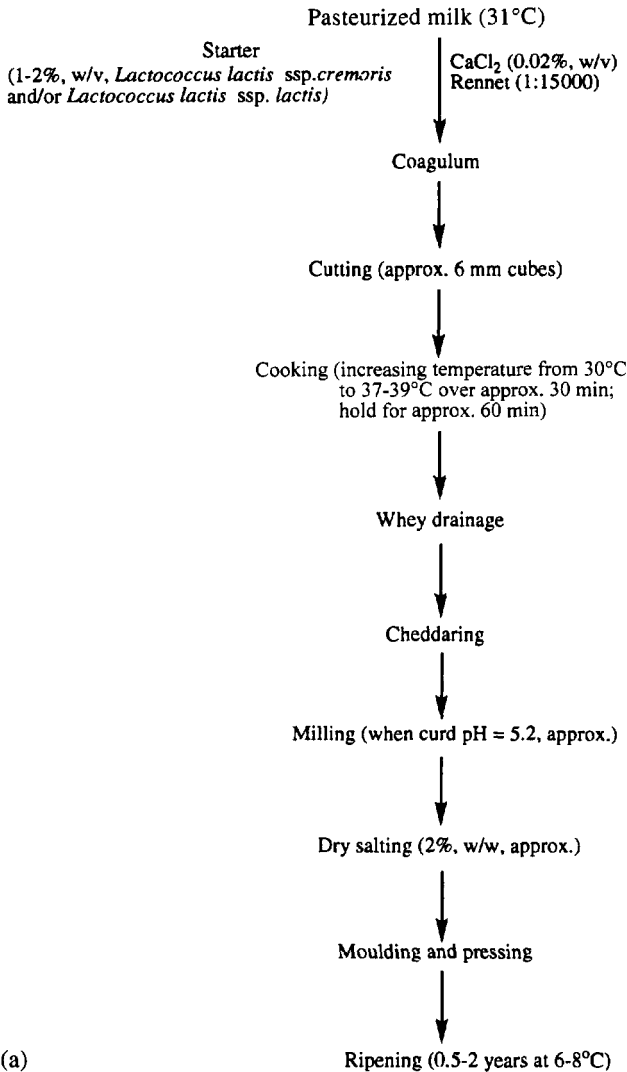 Pasteurized milk (31°C)
Starter
(1-2%, w/v, Lactococcus lactis ssp.cremoris
and/or Lactococcus lactis ssp. lactis)
CaCl₂ (0.02%, w/v)
Rennet (1:15000)
Coagulum
Cutting (approx. 6 mm cubes)
Cooking (increasing temperature from 30°C
to 37-39°C over approx. 30 min;
hold for approx. 60 min)
Whey drainage
Cheddaring
Milling (when curd pH = 5.2, approx.)
Dry salting (2%, w/w, approx.)
Moulding and pressing
(a)
Ripening (0.5-2 years at 6-8°C)